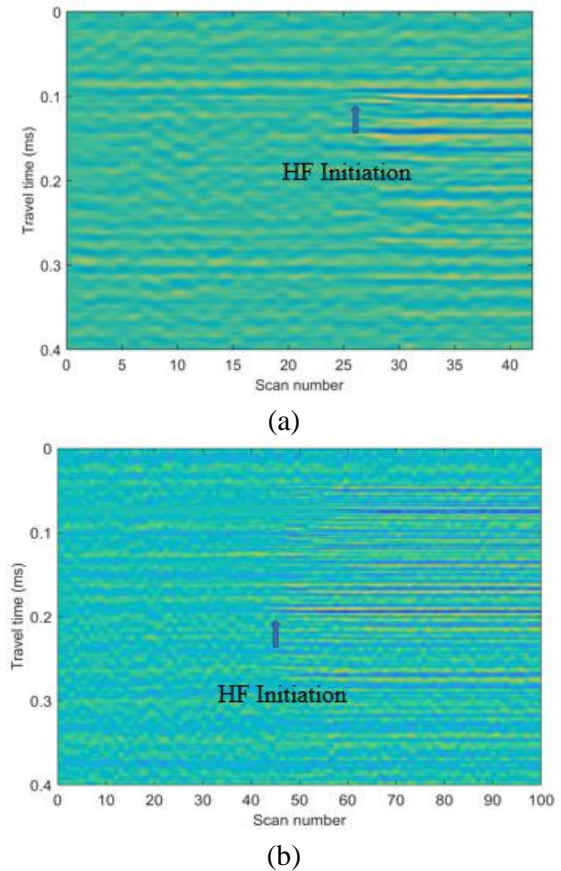 0
0.1
0.2
0.3
0.4
Travel time (ms)
HF Initiation
0 5 10 15 20 25 30 35 40
Scan number
(a)
0
0.1
0.2
0.3
0.4
Travel time (ms)
HF Initiation
0 10 20 30 40 50 60 70 80 90 100
Scan number
(b)